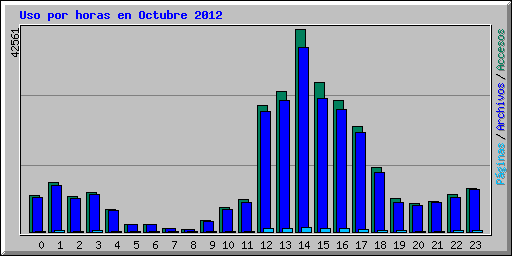 Uso por horas en Octubre 2012
42561
Páginas / Archivos / Accesos
0 1 2 3 4 5 6 7 8 9 10 11 12 13 14 15 16 17 18 19 20 21 22 23